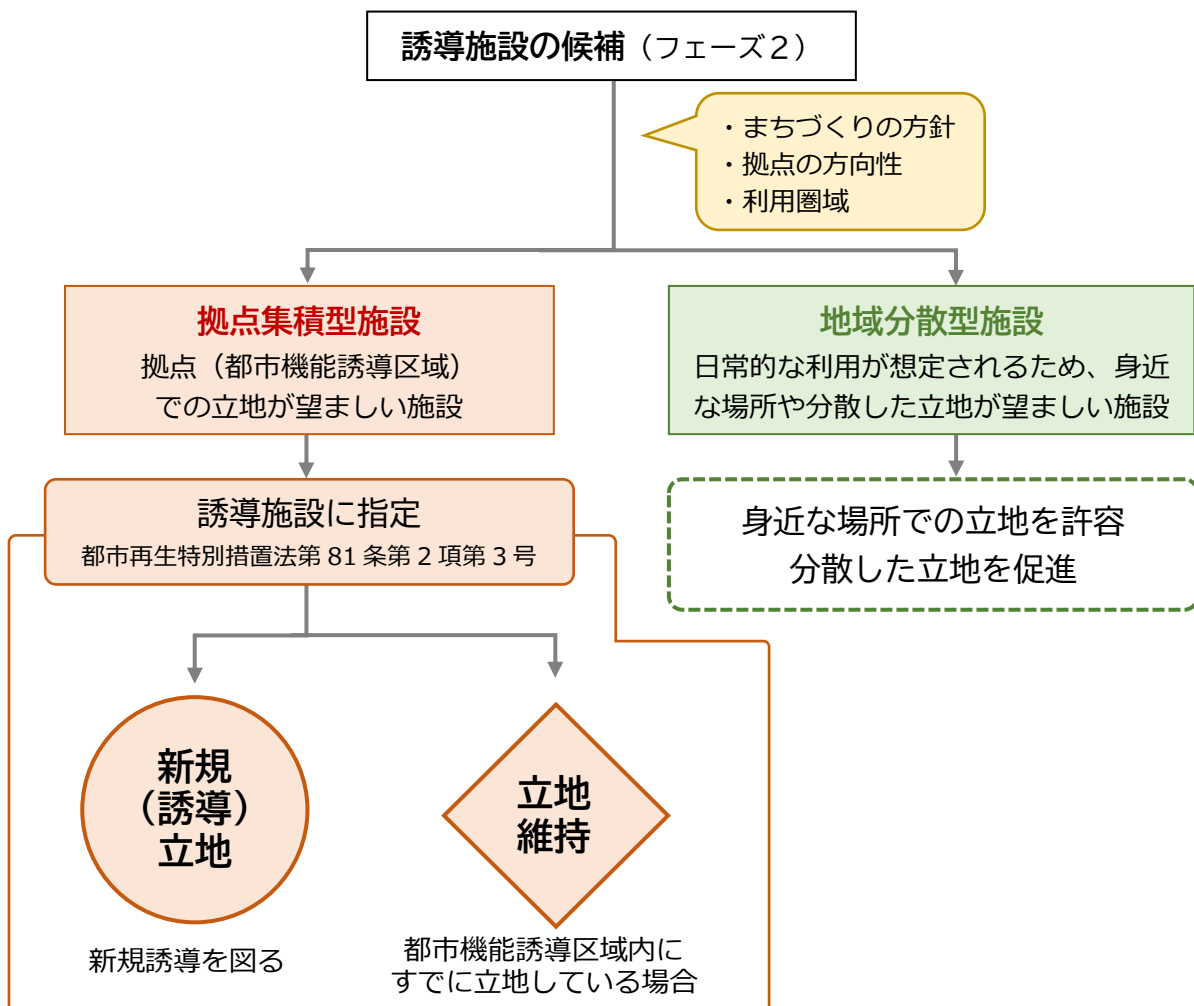 誘導施設の候補（フェーズ２）
・まちづくりの方針
・拠点の方向性
・利用圏域
拠点集積型施設
拠点（都市機能誘導区域）
での立地が望ましい施設
地域分散型施設
日常的な利用が想定されるため、身近
な場所や分散した立地が望ましい施設
誘導施設に指定
都市再生特別措置法第 81 条第 2 項第 3 号
身近な場所での立地を許容
分散した立地を促進
新規
（誘導）
立地
立地
維持
新規誘導を図る
都市機能誘導区域内に
すでに立地している場合